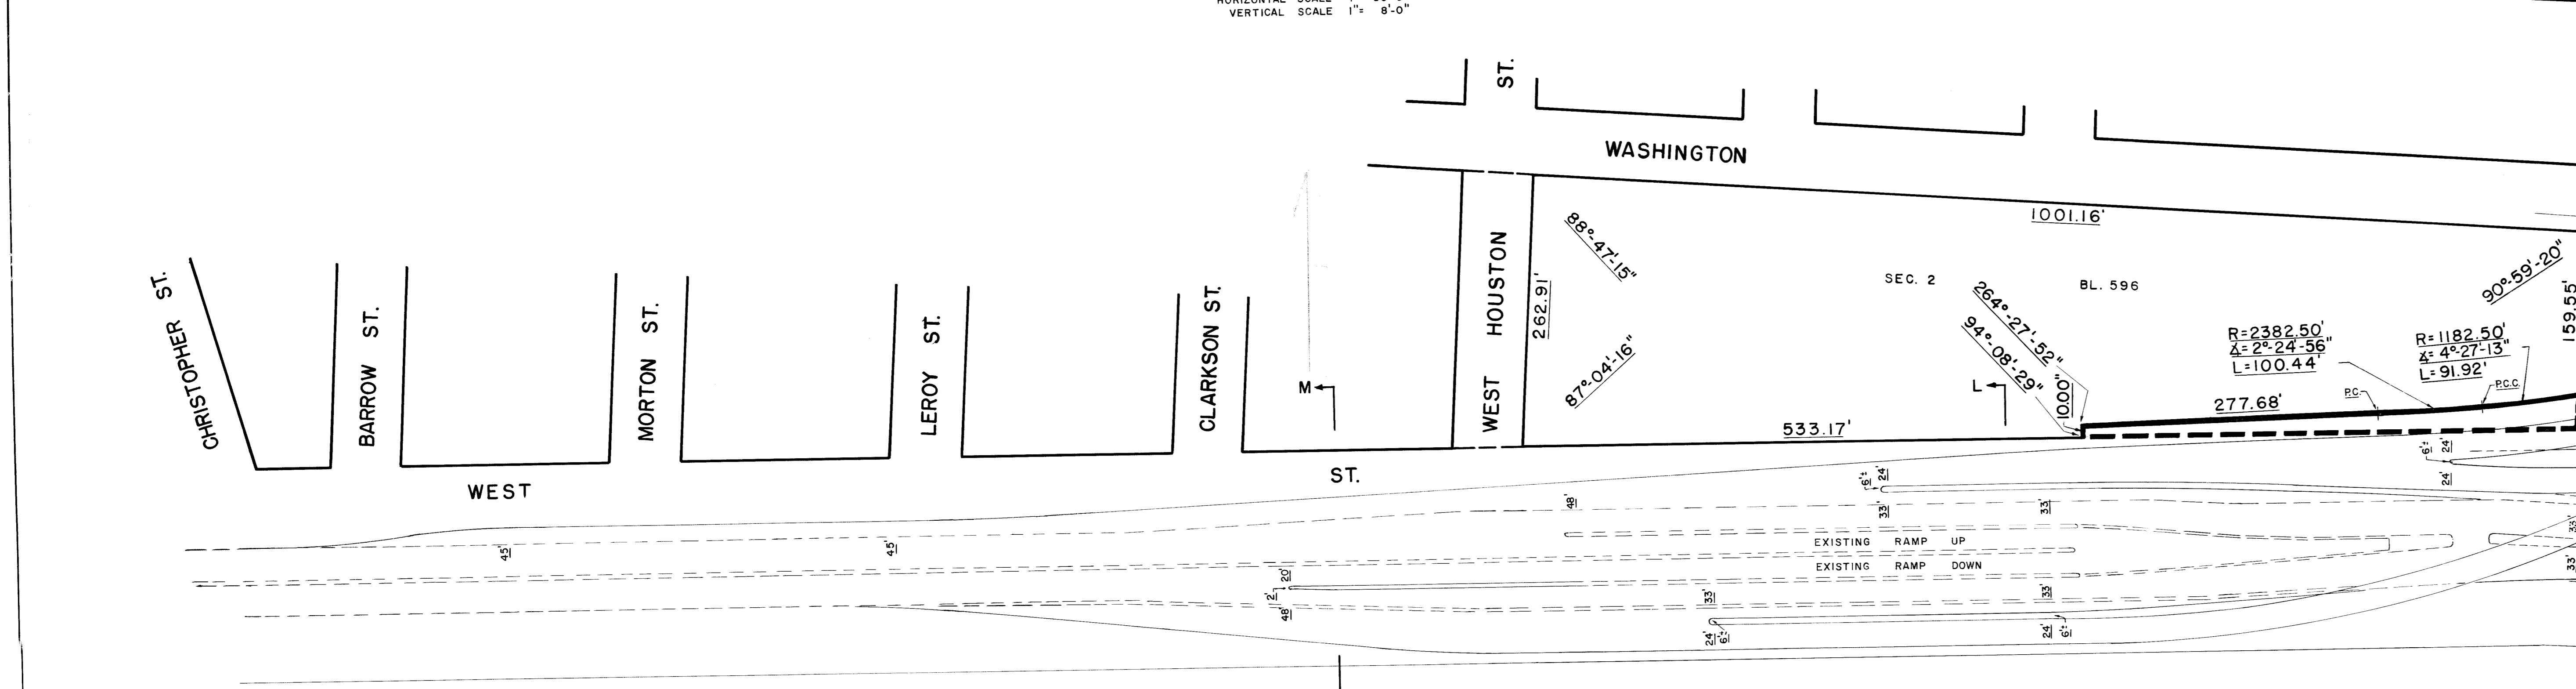 VERTICAL SCALE 1"= 8'-0"
ST.
WASHINGTON
1001.16'
88°-47'-15"
262.91'
WEST HOUSTON
87°-04'-16"
SEC. 2
BL. 596
264°-27'-52"
94°-08'-29"
10.00"
90°-59'-20"
159.55'
R=2382.50'
∡=2°-24'-56"
L=100.44'
R=1182.50'
∡=4°-27'-13"
L=91.92'
P.C.
P.C.C.
277.68'
533.17'
CHRISTOPHER ST.
BARROW ST.
MORTON ST.
LEROY ST.
CLARKSON ST.
M
L
WEST
ST.
45'
45'
48'
6'±
24'
33'
33'
6'±
24'
24'
33'
33'
EXISTING RAMP UP
EXISTING RAMP DOWN
2'
20'
48'
33'
33'
24'
6'±
24'
6'±